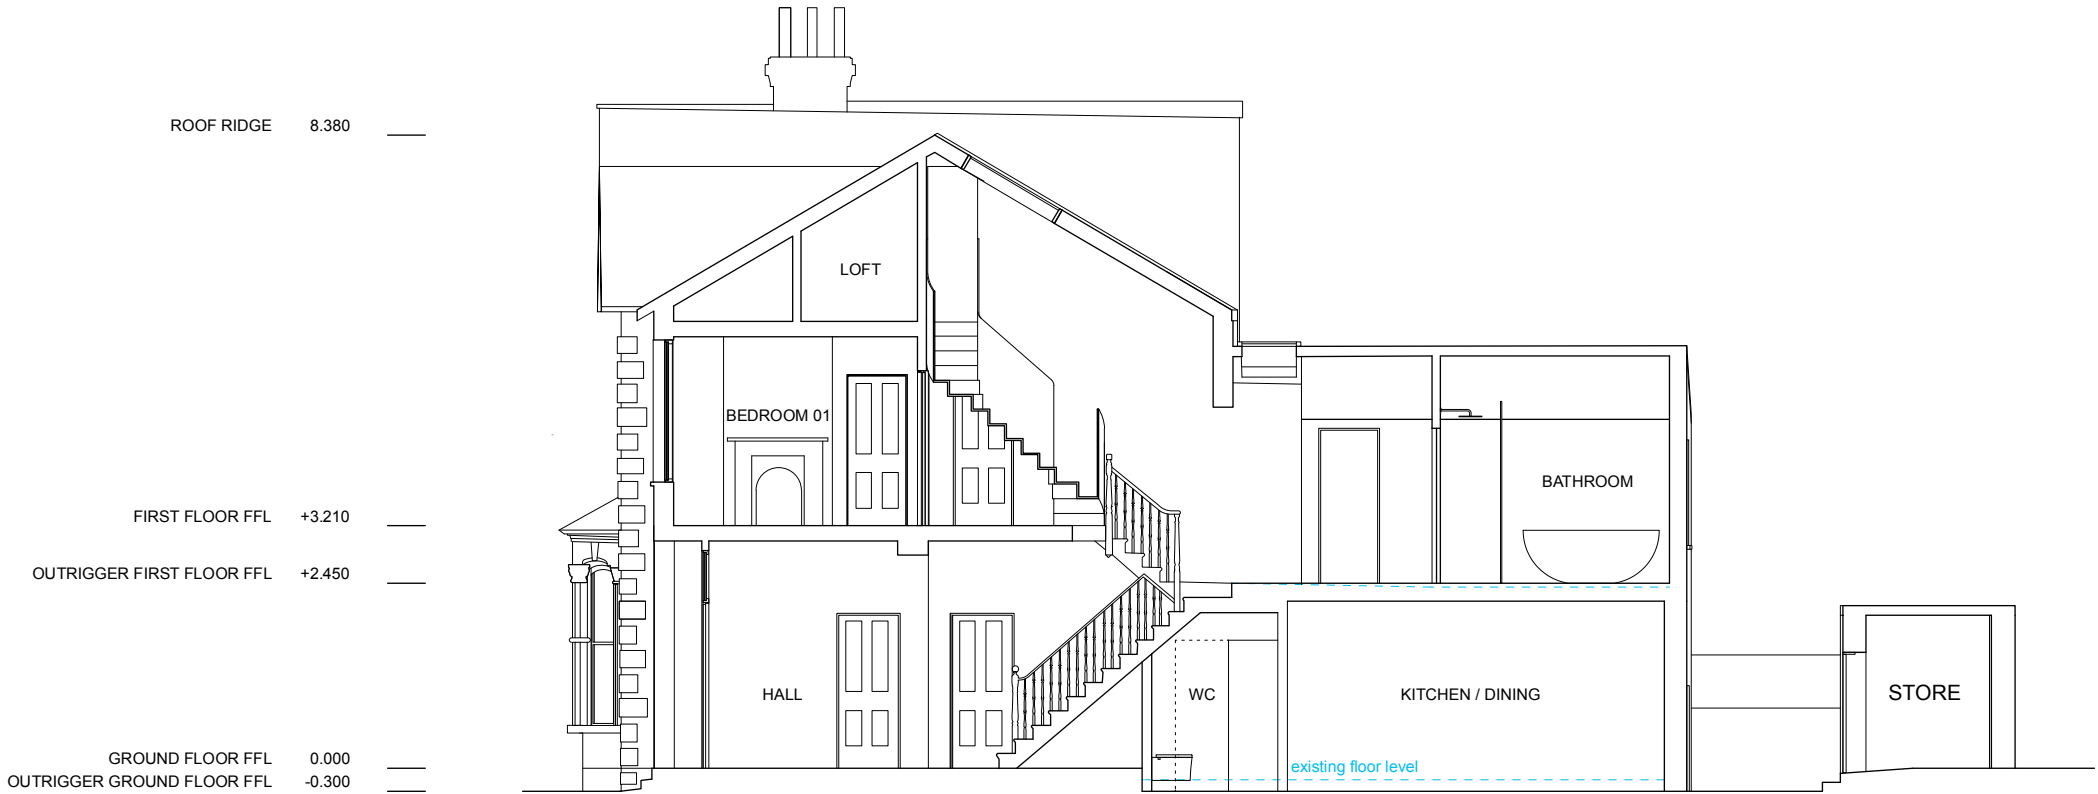 ROOF RIDGE 8.380
LOFT
BEDROOM 01
BATHROOM
FIRST FLOOR FFL +3.210
OUTRIGGER FIRST FLOOR FFL +2.450
HALL
WC
KITCHEN / DINING
STORE
GROUND FLOOR FFL 0.000
existing floor level
OUTRIGGER GROUND FLOOR FFL -0.300